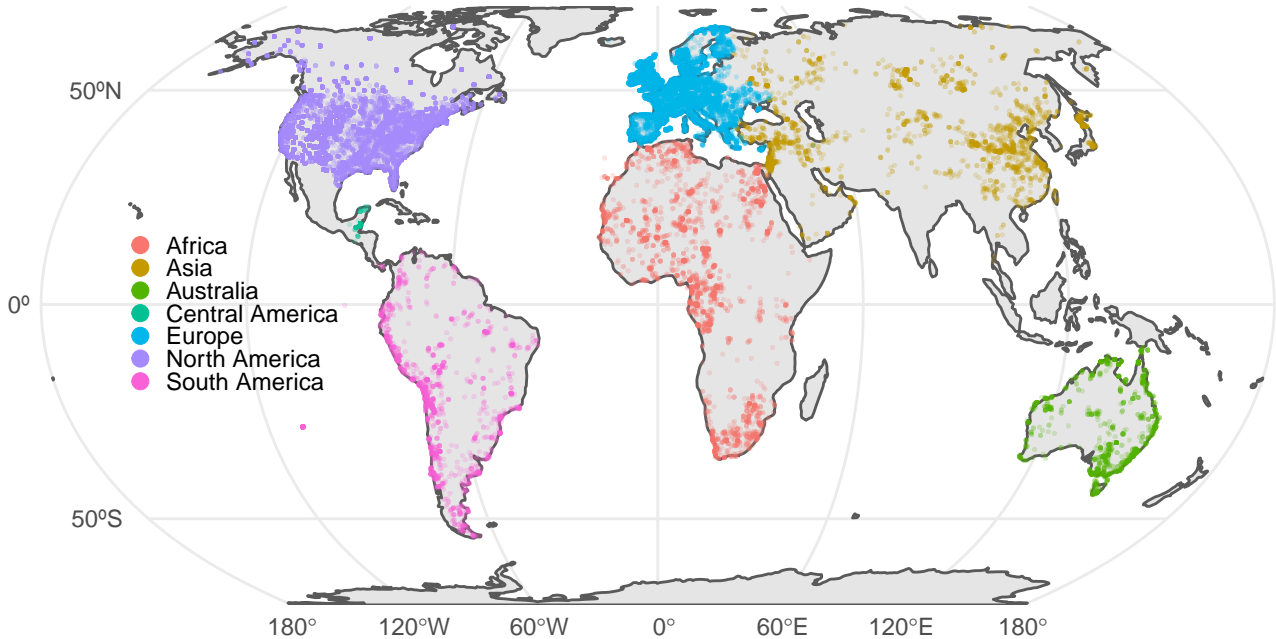 50ºN
Africa
Asia
Australia
0º
Central America
Europe
North America
South America
50ºS
180° 120°W 60°W 0° 60°E 120°E 180°